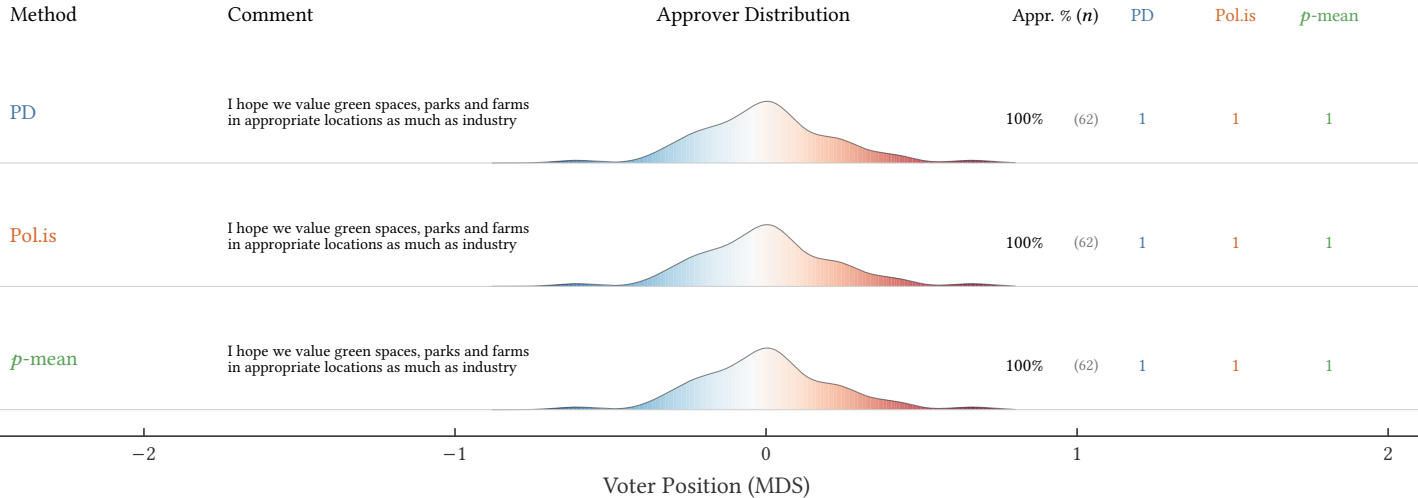 Method Comment Approver Distribution Appr. % (n) PD Pol.is p-mean
PD
I hope we value green spaces, parks and farms
in appropriate locations as much as industry
100% (62) 1 1 1
Pol.is
I hope we value green spaces, parks and farms
in appropriate locations as much as industry
100% (62) 1 1 1
p-mean
I hope we value green spaces, parks and farms
in appropriate locations as much as industry
100% (62) 1 1 1
−2 −1 0 1 2
Voter Position (MDS)